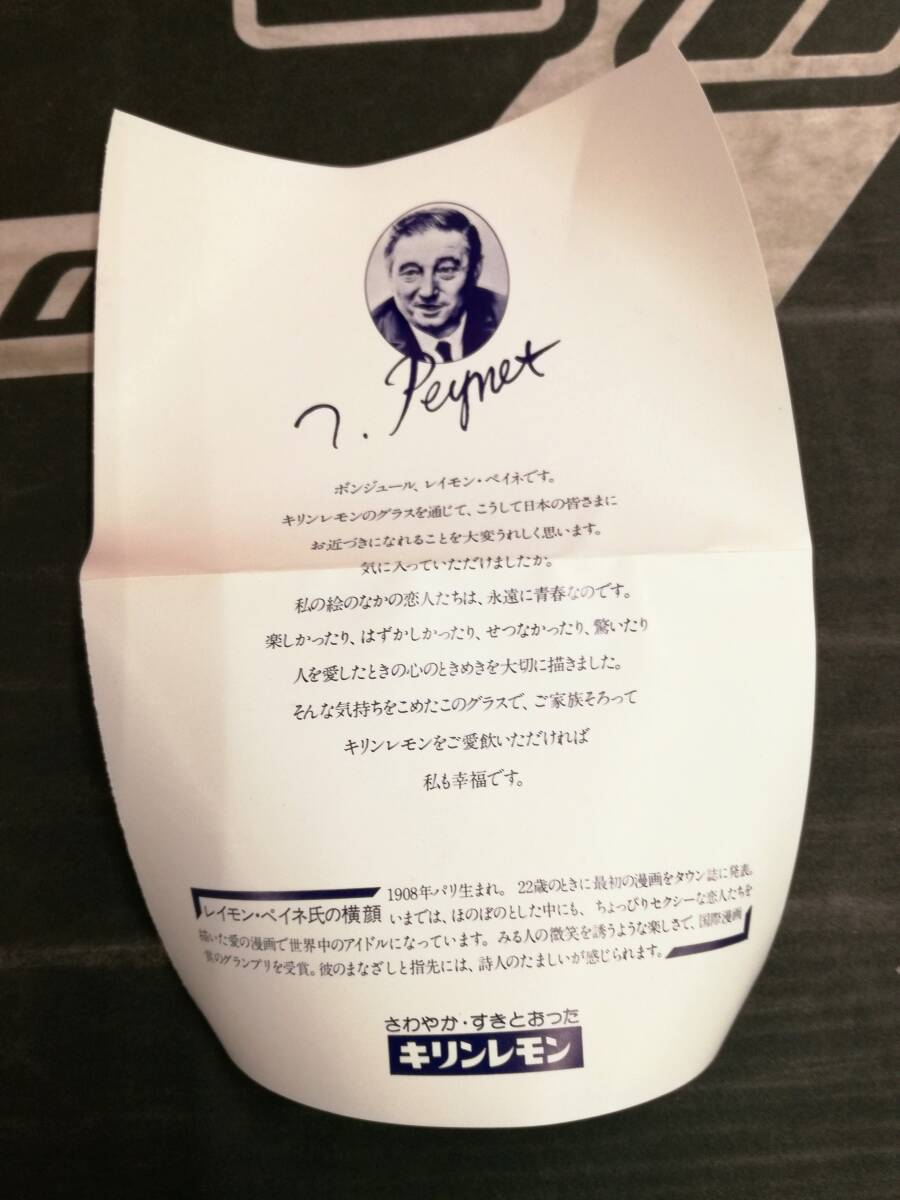 Peynet
ボンジュール、レイモン・ペイネです。
キリンレモンのグラスを通じて、こうして日本の皆さまに
お近づきになれることを大変うれしく思います。
気に入っていただけましたか。
私の絵のなかの恋人たちは、永遠に青春なのです。
楽しかったり、はずかしかったり、せつなかったり、驚いたり
人を愛したときの心のときめきを大切に描きました。
そんな気持ちをこめたこのグラスで、ご家族そろって
キリンレモンをご愛飲いただければ
私も幸福です。
レイモン・ペイネ氏の横顔
1908年パリ生まれ。22歳のときに最初の漫画をタウン誌に発表。
いまでは、ほのぼのとした中にも、ちょっぴりセクシーな恋人たちを
描いた愛の漫画で世界中のアイドルになっています。みる人の微笑を誘うような楽しさで、国際漫画
賞のグランプリを受賞。彼のまなざしと指先には、詩人のたましいが感じられます。
さわやか・すきとおった
キリンレモン